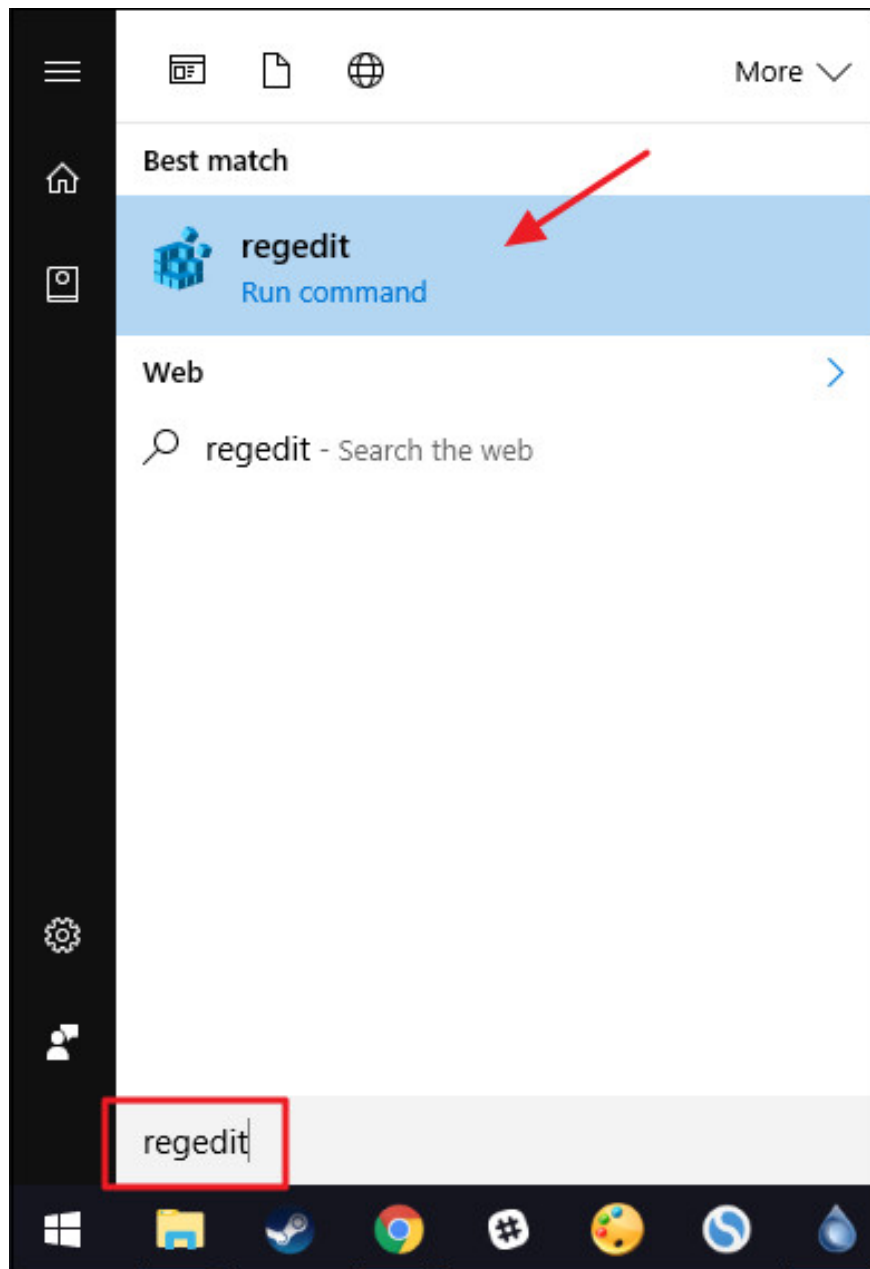 More
Best match
regedit
Run command
Web
regedit - Search the web
regedit